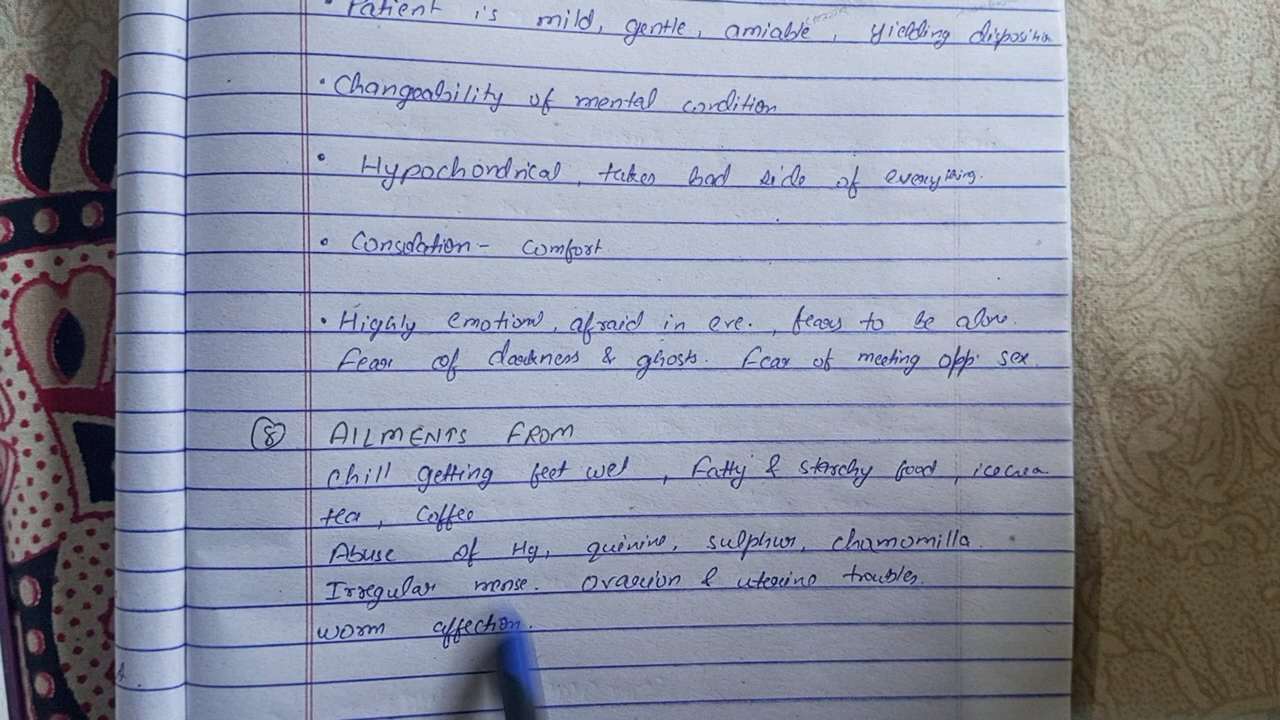 • Patient is mild, gentle, amiable, yielding disposition
• Changeability of mental condition
• Hypochondrical, takes bad side of everything.
• Consolation - comfort
• Highly emotional, afraid in eve., fears to be alone.
Fear of darkness & ghosts. Fear of meeting opp. sex.
⑧ AILMENTS FROM
Chill getting feet wet, Fatty & starchy food, icecrea
tea, Coffee
Abuse of Hg, quinine, sulphur, chamomilla.
Irregular mense. Ovarion & uterine troubles.
worm affection.